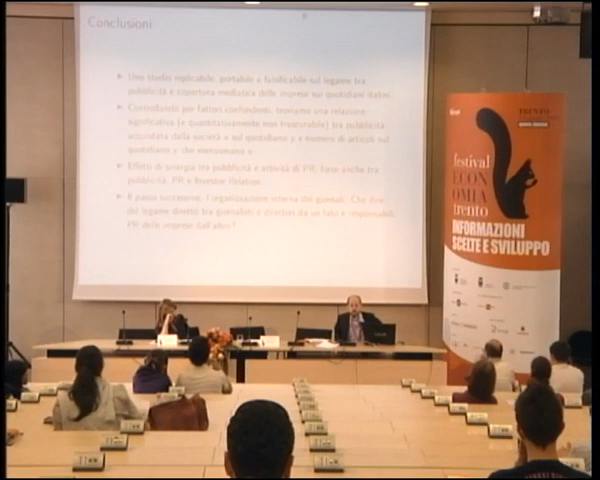 Conclusioni
Uno studio replicabile, portabile e falsificabile sul legame tra
pubblicità e copertura mediatica delle imprese sui quotidiani italiani.
Controllando per fattori confondenti, troviamo una relazione
significativa (e quantitativamente non trascurabile) tra pubblicità
acquistata dalla società x sul quotidiano y e numero di articoli sul
quotidiano y che menzionano x
Effetti di sinergia tra pubblicità e attività di PR, forse anche tra
pubblicità, PR e Investor Relation.
Il passo successivo: l'organizzazione interna dei giornali. Che dire
del legame diretto tra giornalisti e direttori da un lato e responsabili
PR delle imprese dall'altro?
TRENTO
festival
ECON
OMIA
trento
INFORMAZIONI
SCELTE E SVILUPPO